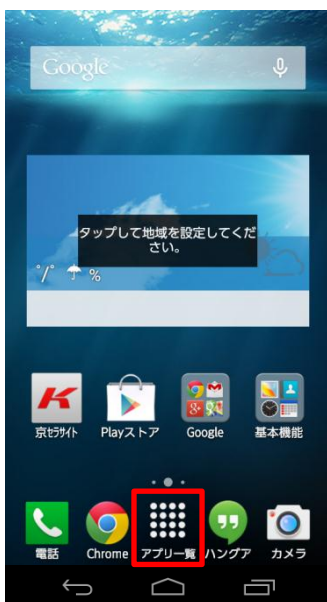 Google
タップして地域を設定してくだ
さい。
°/° %
京セラサイト Playストア Google 基本機能
電話 Chrome アプリ一覧 ハングア カメラ